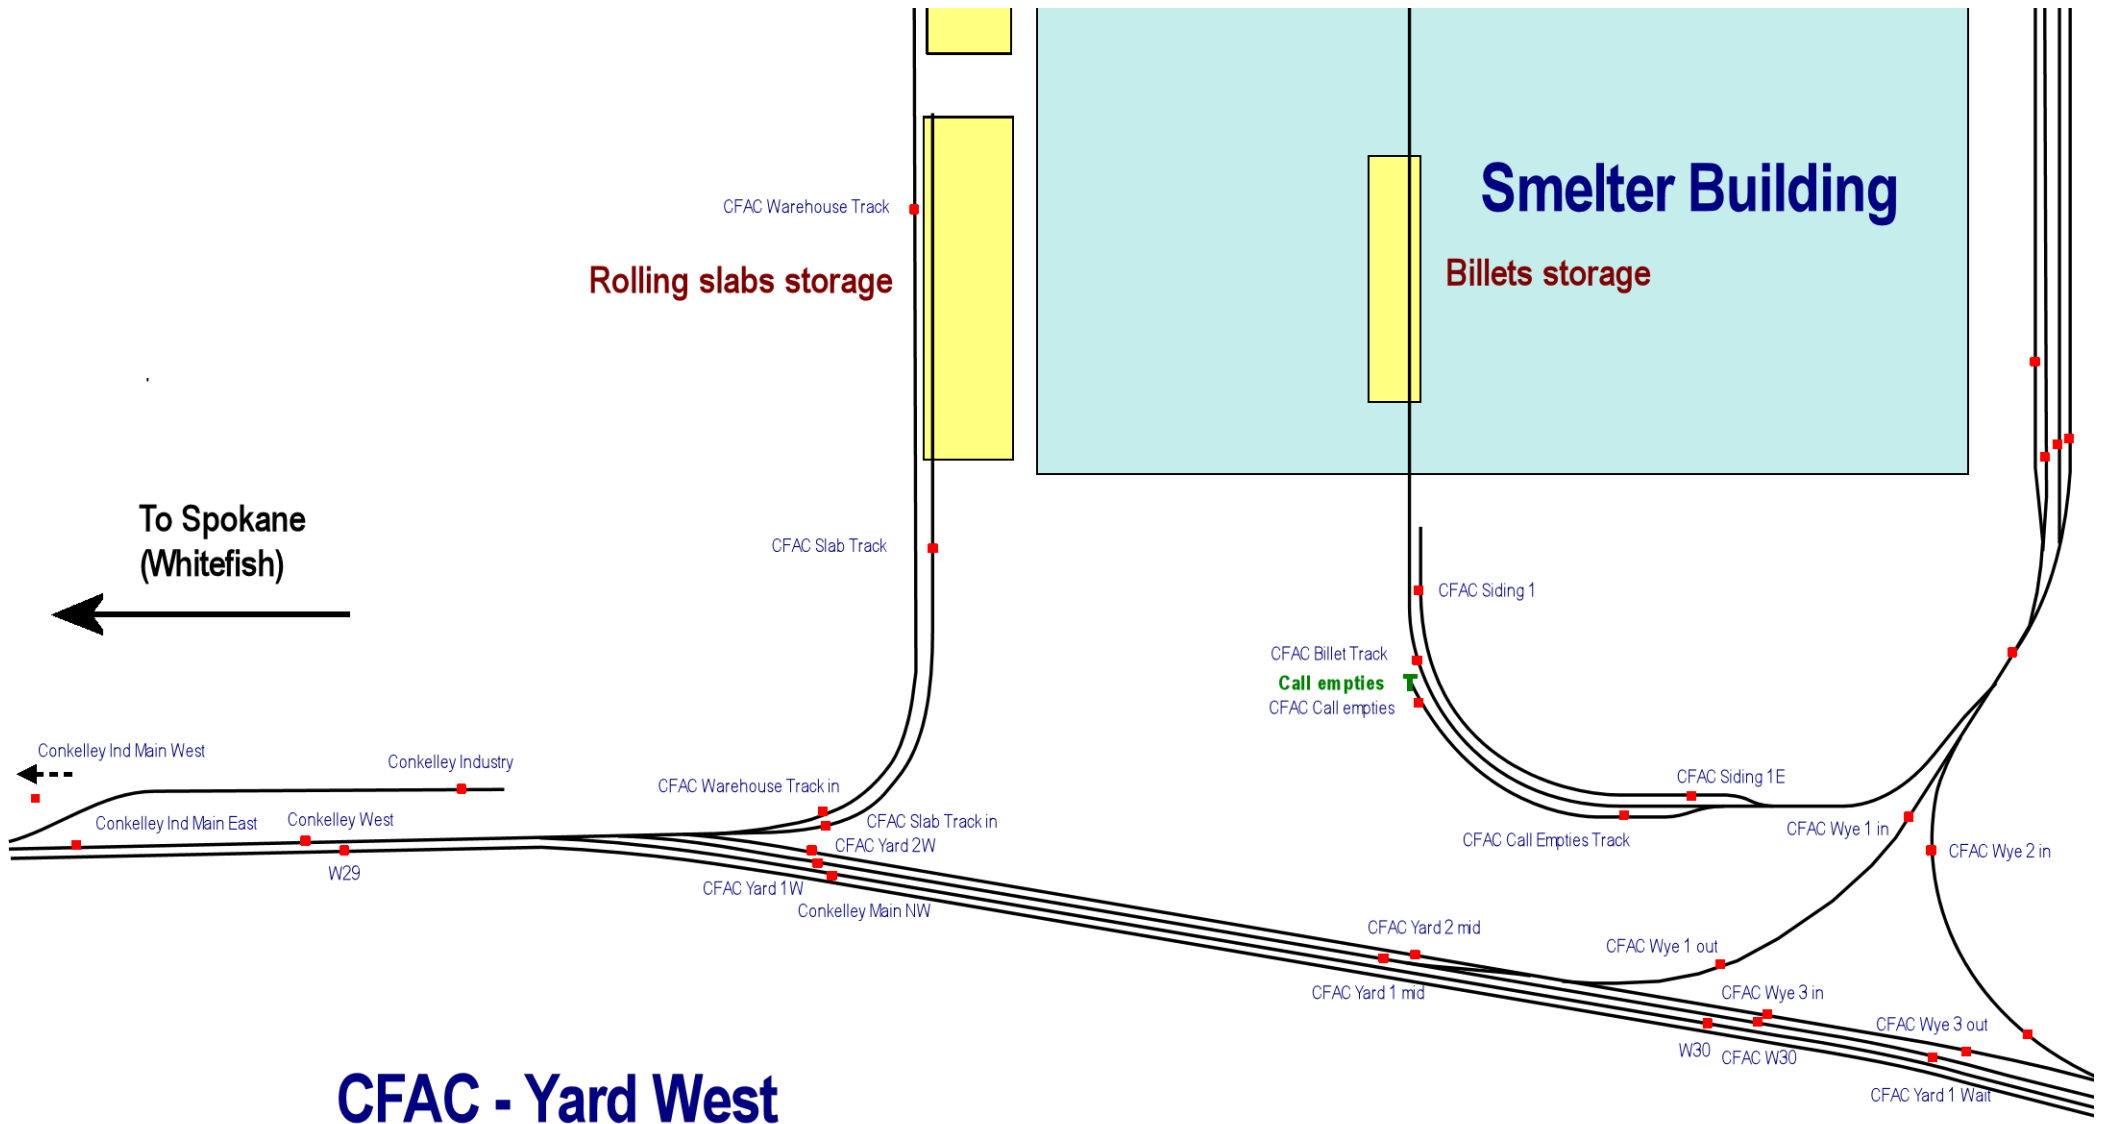 Smelter Building
CFAC Warehouse Track
Rolling slabs storage
Billets storage
To Spokane
(Whitefish)
CFAC Slab Track
CFAC Siding 1
CFAC Billet Track
Call empties
CFAC Call empties
Conkelley Ind Main West
Conkelley Industry
CFAC Warehouse Track in
CFAC Siding 1E
Conkelley Ind Main East
Conkelley West
CFAC Slab Track in
CFAC Wye 1 in
CFAC Yard 2W
CFAC Call Empties Track
CFAC Wye 2 in
W29
CFAC Yard 1W
Conkelley Main NW
CFAC Yard 2 mid
CFAC Wye 1 out
CFAC Yard 1 mid
CFAC Wye 3 in
CFAC Wye 3 out
W30
CFAC W30
CFAC Yard 1 Wait
CFAC - Yard West